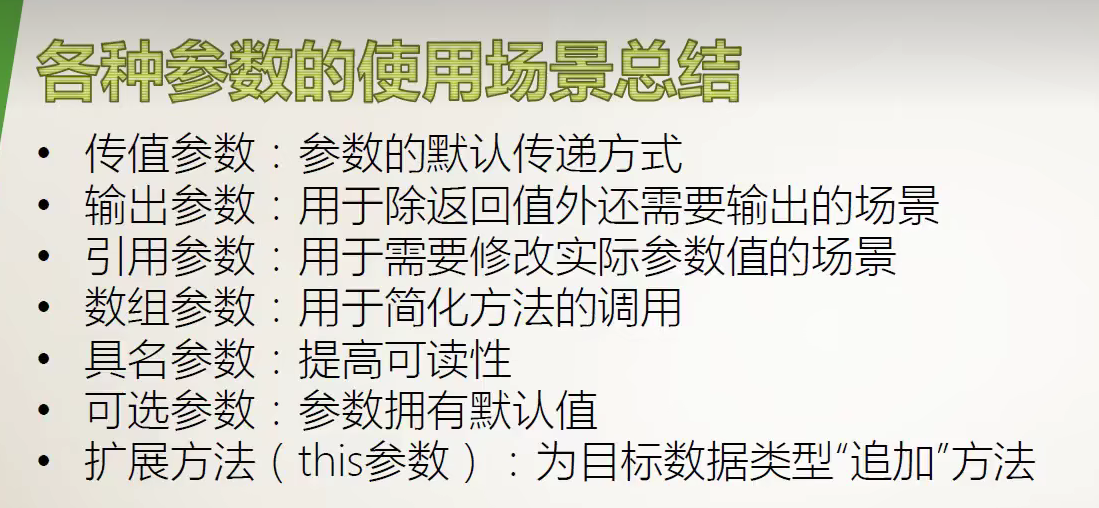 各种参数的使用场景总结
• 传值参数：参数的默认传递方式
• 输出参数：用于除返回值外还需要输出的场景
• 引用参数：用于需要修改实际参数值的场景
• 数组参数：用于简化方法的调用
• 具名参数：提高可读性
• 可选参数：参数拥有默认值
• 扩展方法（this参数）：为目标数据类型“追加”方法